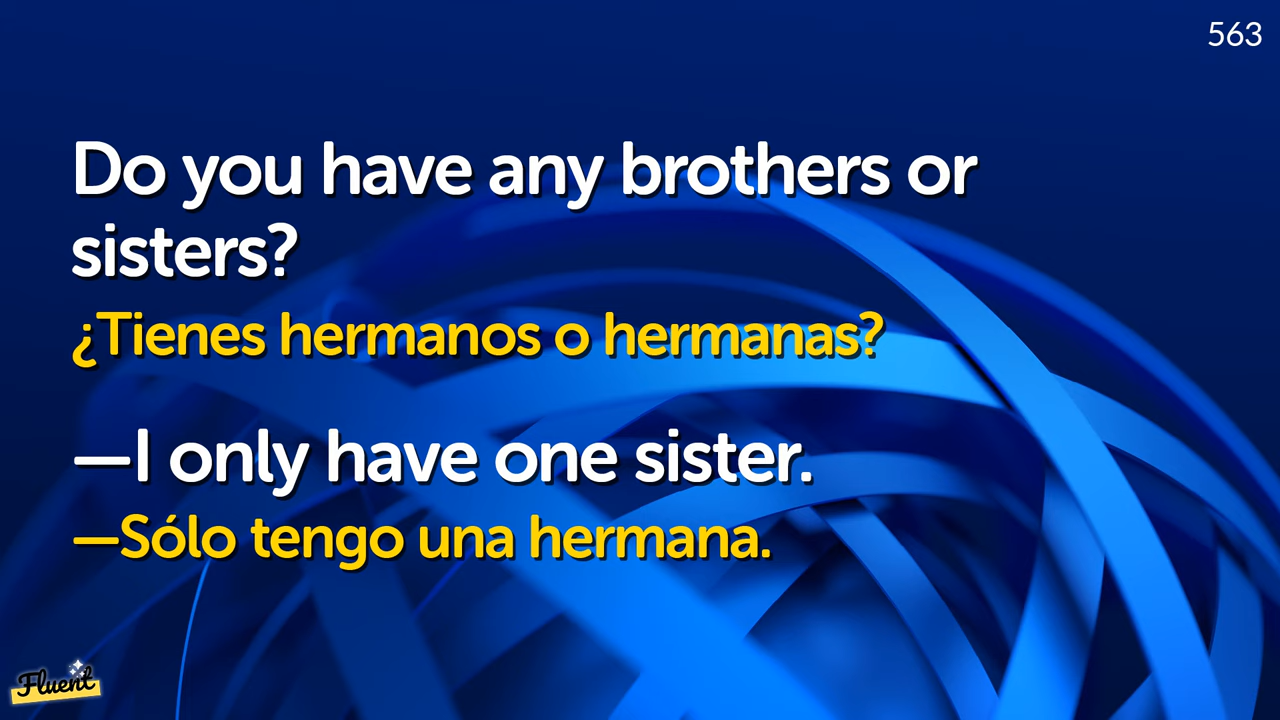 563
Do you have any brothers or
sisters?
¿Tienes hermanos o hermanas?
—I only have one sister.
—Sólo tengo una hermana.
Fluent